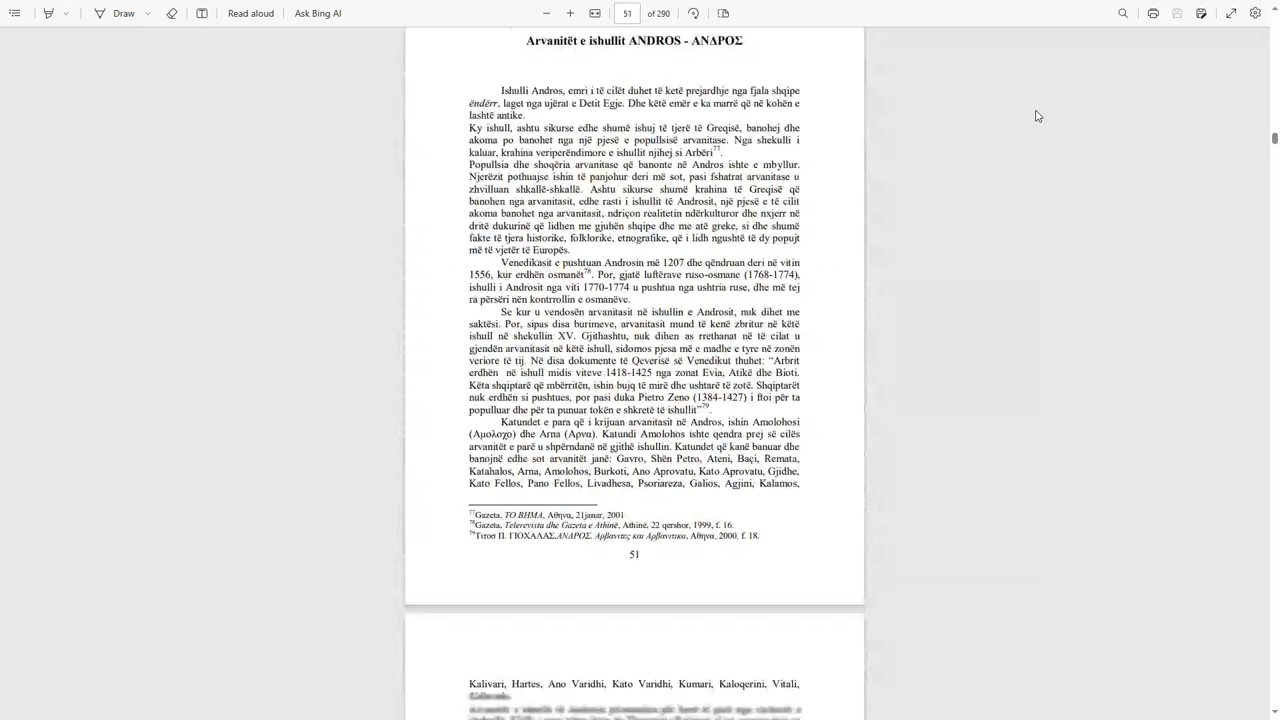 Draw
Read aloud
Ask Bing AI
51 of 290
Arvanitët e ishullit ANDROS - ΑΝΔΡΟΣ
Ishulli Andros, emri i të cilët duhet të ketë prejardhje nga fjala shqipe
ëndërr, laget nga ujërat e Detit Egje. Dhe këtë emër e ka marrë që në kohën e
lashtë antike.
Ky ishull, ashtu sikurse edhe shumë ishuj të tjerë të Greqisë, banohej dhe
akoma po banohet nga një pjesë e popullsisë arvanitase. Nga shekulli i
kaluar, krahina veriperëndimore e ishullit njihej si Arbëri77.
Popullsia dhe shoqëria arvanitase që banonte në Andros ishte e mbyllur.
Njerëzit pothuajse ishin të panjohur deri më sot, pasi fshatrat arvanitase u
zhvilluan shkallë-shkallë. Ashtu sikurse shumë krahina të Greqisë që
banohen nga arvanitasit, edhe rasti i ishullit të Androsit, një pjesë e të cilit
akoma banohet nga arvanitasit, ndriçon realitetin ndërkulturor dhe nxjerr në
dritë dukurinë që lidhen me gjuhën shqipe dhe me atë greke, si dhe shumë
fakte të tjera historike, folklorike, etnografike, që i lidh ngushtë të dy popujt
më të vjetër të Europës.
Venedikasit e pushtuan Androsin më 1207 dhe qëndruan deri në vitin
1556, kur erdhën osmanët78. Por, gjatë luftërave ruso-osmane (1768-1774),
ishulli i Androsit nga viti 1770-1774 u pushtua nga ushtria ruse, dhe më tej
ra përsëri nën kontrrollin e osmanëve.
Se kur u vendosën arvanitasit në ishullin e Androsit, nuk dihet me
saktësi. Por, sipas disa burimeve, arvanitasit mund të kenë zbritur në këtë
ishull në shekullin XV. Gjithashtu, nuk dihen as rrethanat në të cilat u
gjendën arvanitasit në këtë ishull, sidomos pjesa më e madhe e tyre në zonën
veriore të tij. Në disa dokumente të Qeverisë së Venedikut thuhet: “Arbrit
erdhën në ishull midis viteve 1418-1425 nga zonat Evia, Atikë dhe Bioti.
Këta shqiptarë që mbërritën, ishin bujq të mirë dhe ushtarë të zotë. Shqiptarët
nuk erdhën si pushtues, por pasi duka Pietro Zeno (1384-1427) i ftoi për ta
populluar dhe për ta punuar tokën e shkretë të ishullit”79.
Katundet e para që i krijuan arvanitasit në Andros, ishin Amolohosi
(Αμολοχο) dhe Arna (Αρνα). Katundi Amolohos ishte qendra prej së cilës
arvanitët e parë u shpërndanë në gjithë ishullin. Katundet që kanë banuar dhe
banojnë edhe sot arvanitët janë: Gavro, Shën Petro, Ateni, Baçi, Remata,
Katahalos, Arna, Amolohos, Burkoti, Ano Aprovatu, Kato Aprovatu, Gjidhe,
Kato Fellos, Pano Fellos, Livadhesa, Psoriareza, Galios, Agjini, Kalamos,
77Gazeta, ΤΟ ΒΗΜΑ, Αθηνα, 21janar, 2001
78Gazeta, Telerevista dhe Gazeta e Athinë, Athinë, 22 qershor, 1999, f. 16.
79Τιτοσ Π. ΓΙΟΧΑΛΑΣ,ΑΝΔΡΟΣ. Αρβανιτες και Αρβανιτικα, Αθηνα, 2000, f. 18.
51
Kalivari, Hartes, Ano Varidhi, Kato Varidhi, Kumari, Kaloqerini, Vitali,